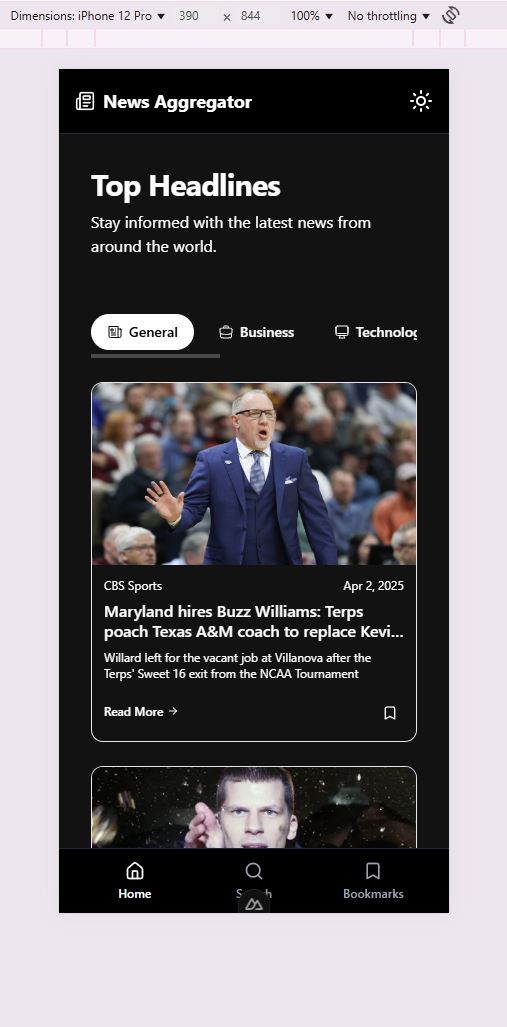 Dimensions: iPhone 12 Pro ▼ 390 × 844 100% ▼ No throttling ▼
News Aggregator
Top Headlines
Stay informed with the latest news from
around the world.
General Business Technolog
CBS Sports Apr 2, 2025
Maryland hires Buzz Williams: Terps
poach Texas A&M coach to replace Kevi...
Willard left for the vacant job at Villanova after the
Terps' Sweet 16 exit from the NCAA Tournament
Read More →
Home Search Bookmarks